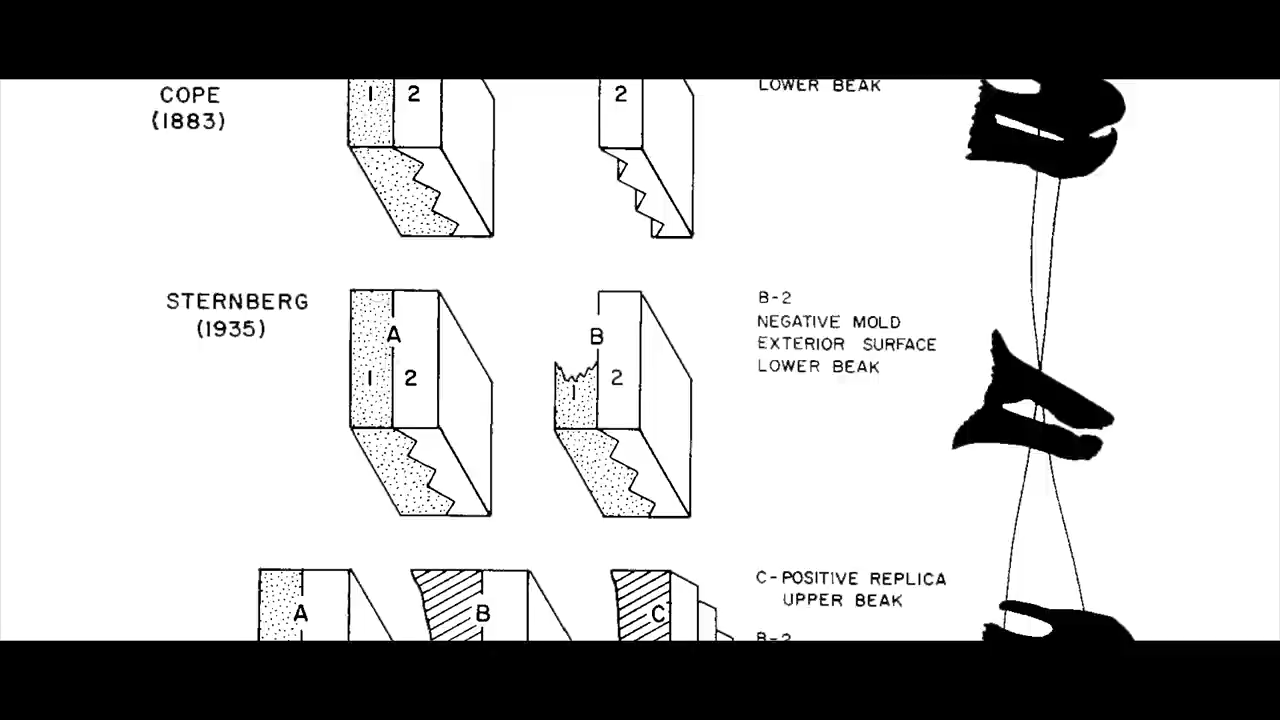 COPE
(1883)
1 2
2
LOWER BEAK
STERNBERG
(1935)
A
1 2
B
1 2
B-2
NEGATIVE MOLD
EXTERIOR SURFACE
LOWER BEAK
A
B
C
C-POSITIVE REPLICA
UPPER BEAK
B-2